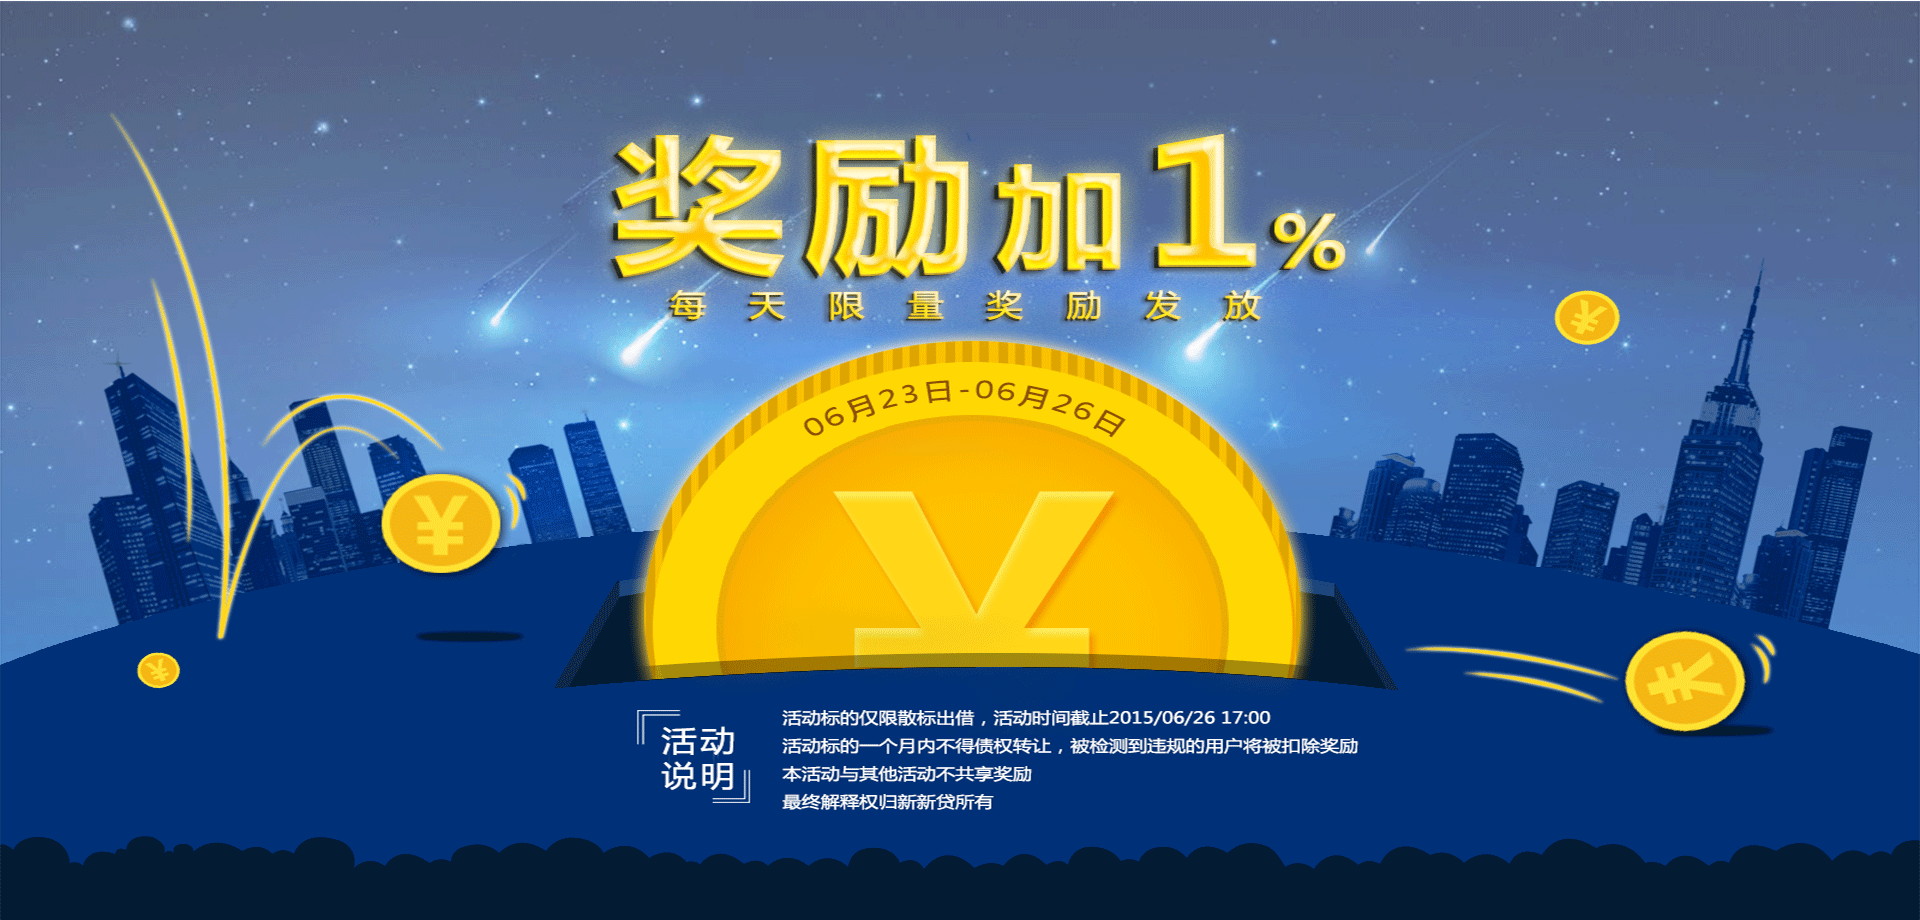 奖励加1%
每天限量奖励发放
06月23日-06月26日
¥
¥
¥
¥
¥
活动
说明
活动标的仅限散标出借，活动时间截止2015/06/26 17:00
活动标的一个月内不得债权转让，被检测到违规的用户将被扣除奖励
本活动与其他活动不共享奖励
最终解释权归新新贷所有